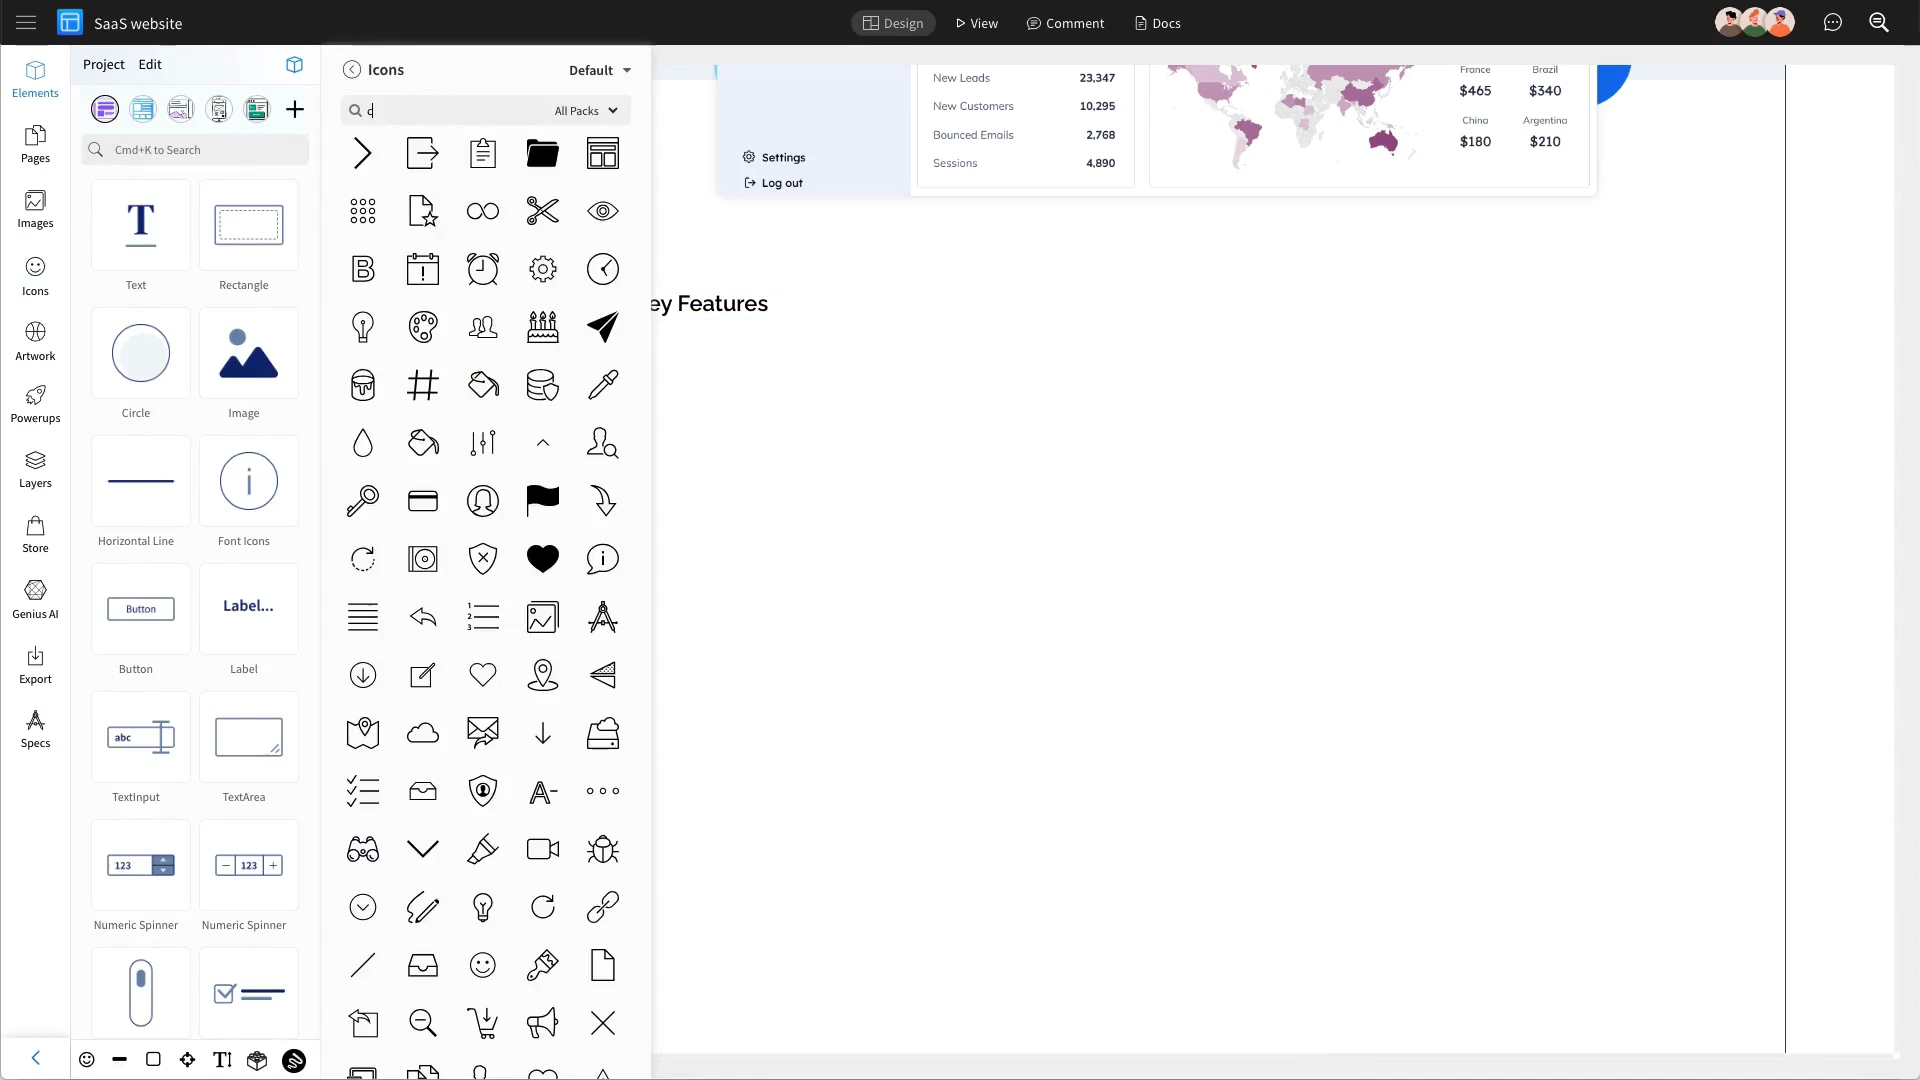 SaaS website
Design
View
Comment
Docs
Elements
Pages
Images
Icons
Artwork
Powerups
Layers
Store
Genius AI
Export
Specs
Project
Edit
Cmd+K to Search
T
Text
Rectangle
Circle
Image
Horizontal Line
i
Font Icons
Button
Button
Label...
Label
abc
TextInput
TextArea
123
Numeric Spinner
− 123 +
Numeric Spinner
Icons
Default
c
All Packs
New Leads 23,347
New Customers 10,295
Bounced Emails 2,768
Sessions 4,890
Settings
Log out
France
Brazil
$465
$340
China
Argentina
$180
$210
ey Features